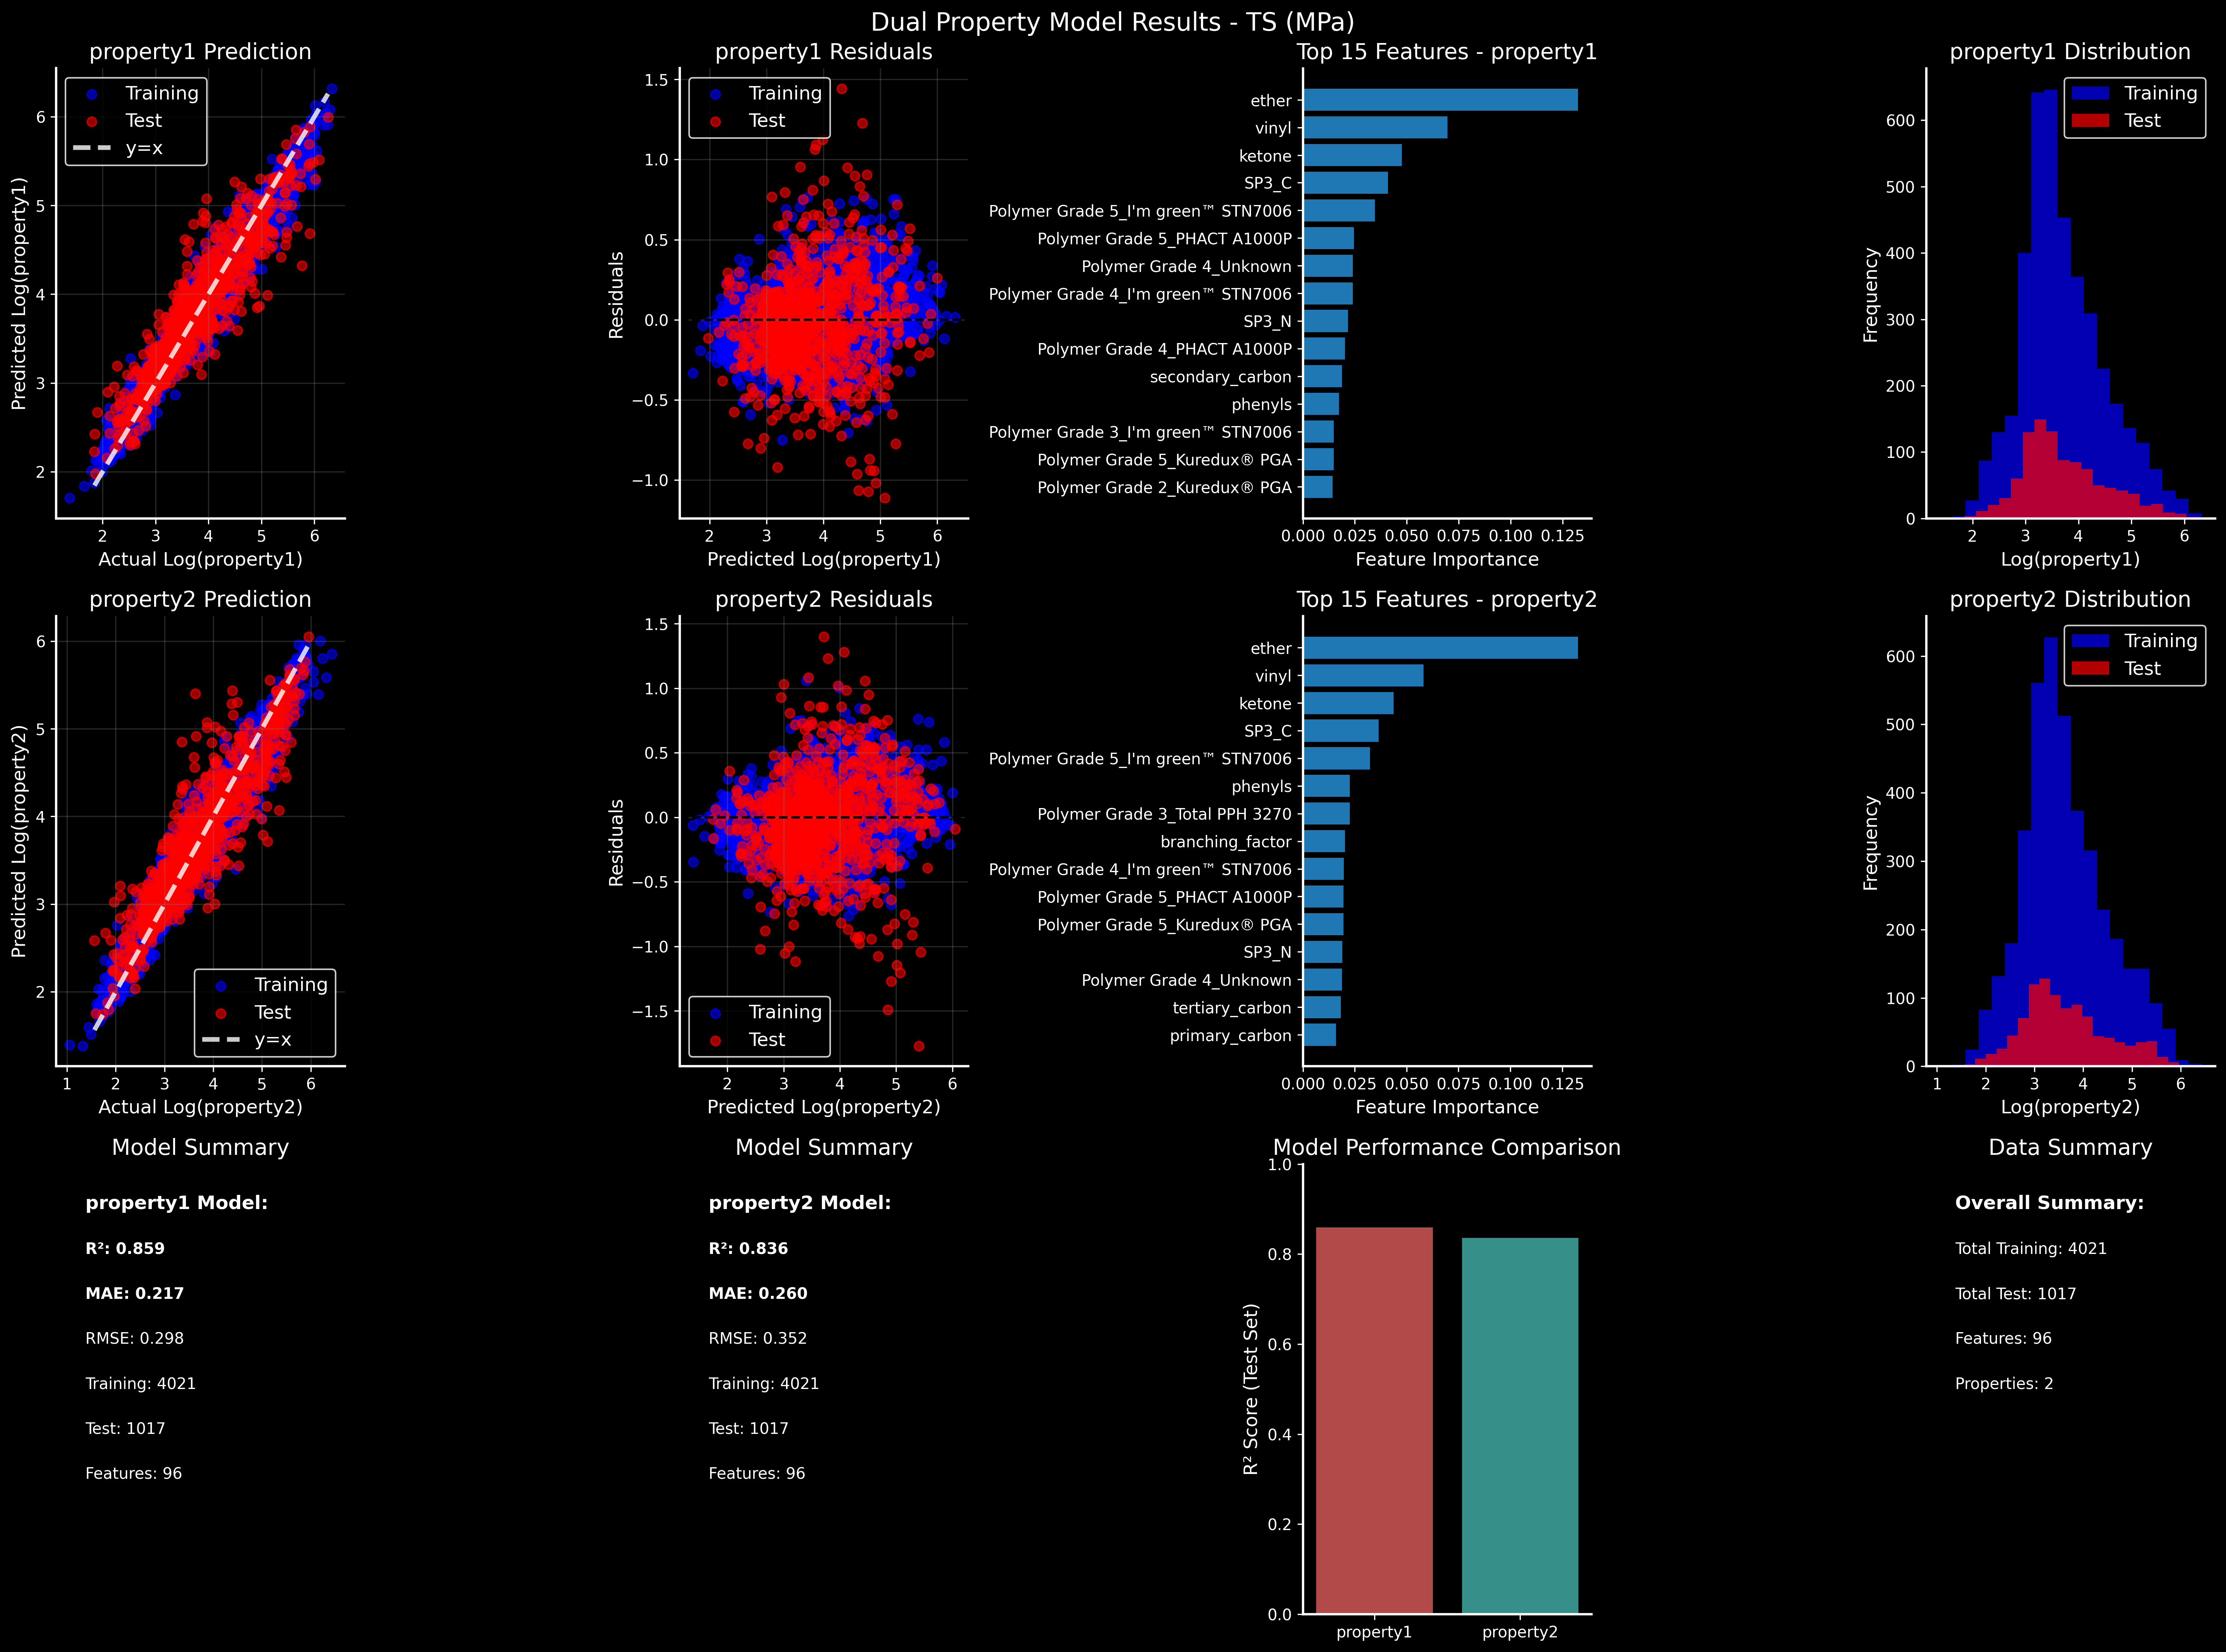 Dual Property Model Results - TS (MPa)
property1 Prediction
Training
Test
y=x
6
5
4
3
2
Predicted Log(property1)
2 3 4 5 6
Actual Log(property1)
property1 Residuals
Training
Test
1.5
1.0
0.5
0.0
−0.5
−1.0
Residuals
2 3 4 5 6
Predicted Log(property1)
Top 15 Features - property1
ether
vinyl
ketone
SP3_C
Polymer Grade 5_I'm green™ STN7006
Polymer Grade 5_PHACT A1000P
Polymer Grade 4_Unknown
Polymer Grade 4_I'm green™ STN7006
SP3_N
Polymer Grade 4_PHACT A1000P
secondary_carbon
phenyls
Polymer Grade 3_I'm green™ STN7006
Polymer Grade 5_Kuredux® PGA
Polymer Grade 2_Kuredux® PGA
0.000 0.025 0.050 0.075 0.100 0.125
Feature Importance
property1 Distribution
Training
Test
600
500
400
300
200
100
0
Frequency
2 3 4 5 6
Log(property1)
property2 Prediction
6
5
4
3
2
Predicted Log(property2)
Training
Test
y=x
1 2 3 4 5 6
Actual Log(property2)
property2 Residuals
1.5
1.0
0.5
0.0
−0.5
−1.0
−1.5
Residuals
Training
Test
2 3 4 5 6
Predicted Log(property2)
Top 15 Features - property2
ether
vinyl
ketone
SP3_C
Polymer Grade 5_I'm green™ STN7006
phenyls
Polymer Grade 3_Total PPH 3270
branching_factor
Polymer Grade 4_I'm green™ STN7006
Polymer Grade 5_PHACT A1000P
Polymer Grade 5_Kuredux® PGA
SP3_N
Polymer Grade 4_Unknown
tertiary_carbon
primary_carbon
0.000 0.025 0.050 0.075 0.100 0.125
Feature Importance
property2 Distribution
Training
Test
600
500
400
300
200
100
0
Frequency
1 2 3 4 5 6
Log(property2)
Model Summary
property1 Model:
R²: 0.859
MAE: 0.217
RMSE: 0.298
Training: 4021
Test: 1017
Features: 96
Model Summary
property2 Model:
R²: 0.836
MAE: 0.260
RMSE: 0.352
Training: 4021
Test: 1017
Features: 96
Model Performance Comparison
1.0
0.8
0.6
0.4
0.2
0.0
R² Score (Test Set)
property1 property2
Data Summary
Overall Summary:
Total Training: 4021
Total Test: 1017
Features: 96
Properties: 2